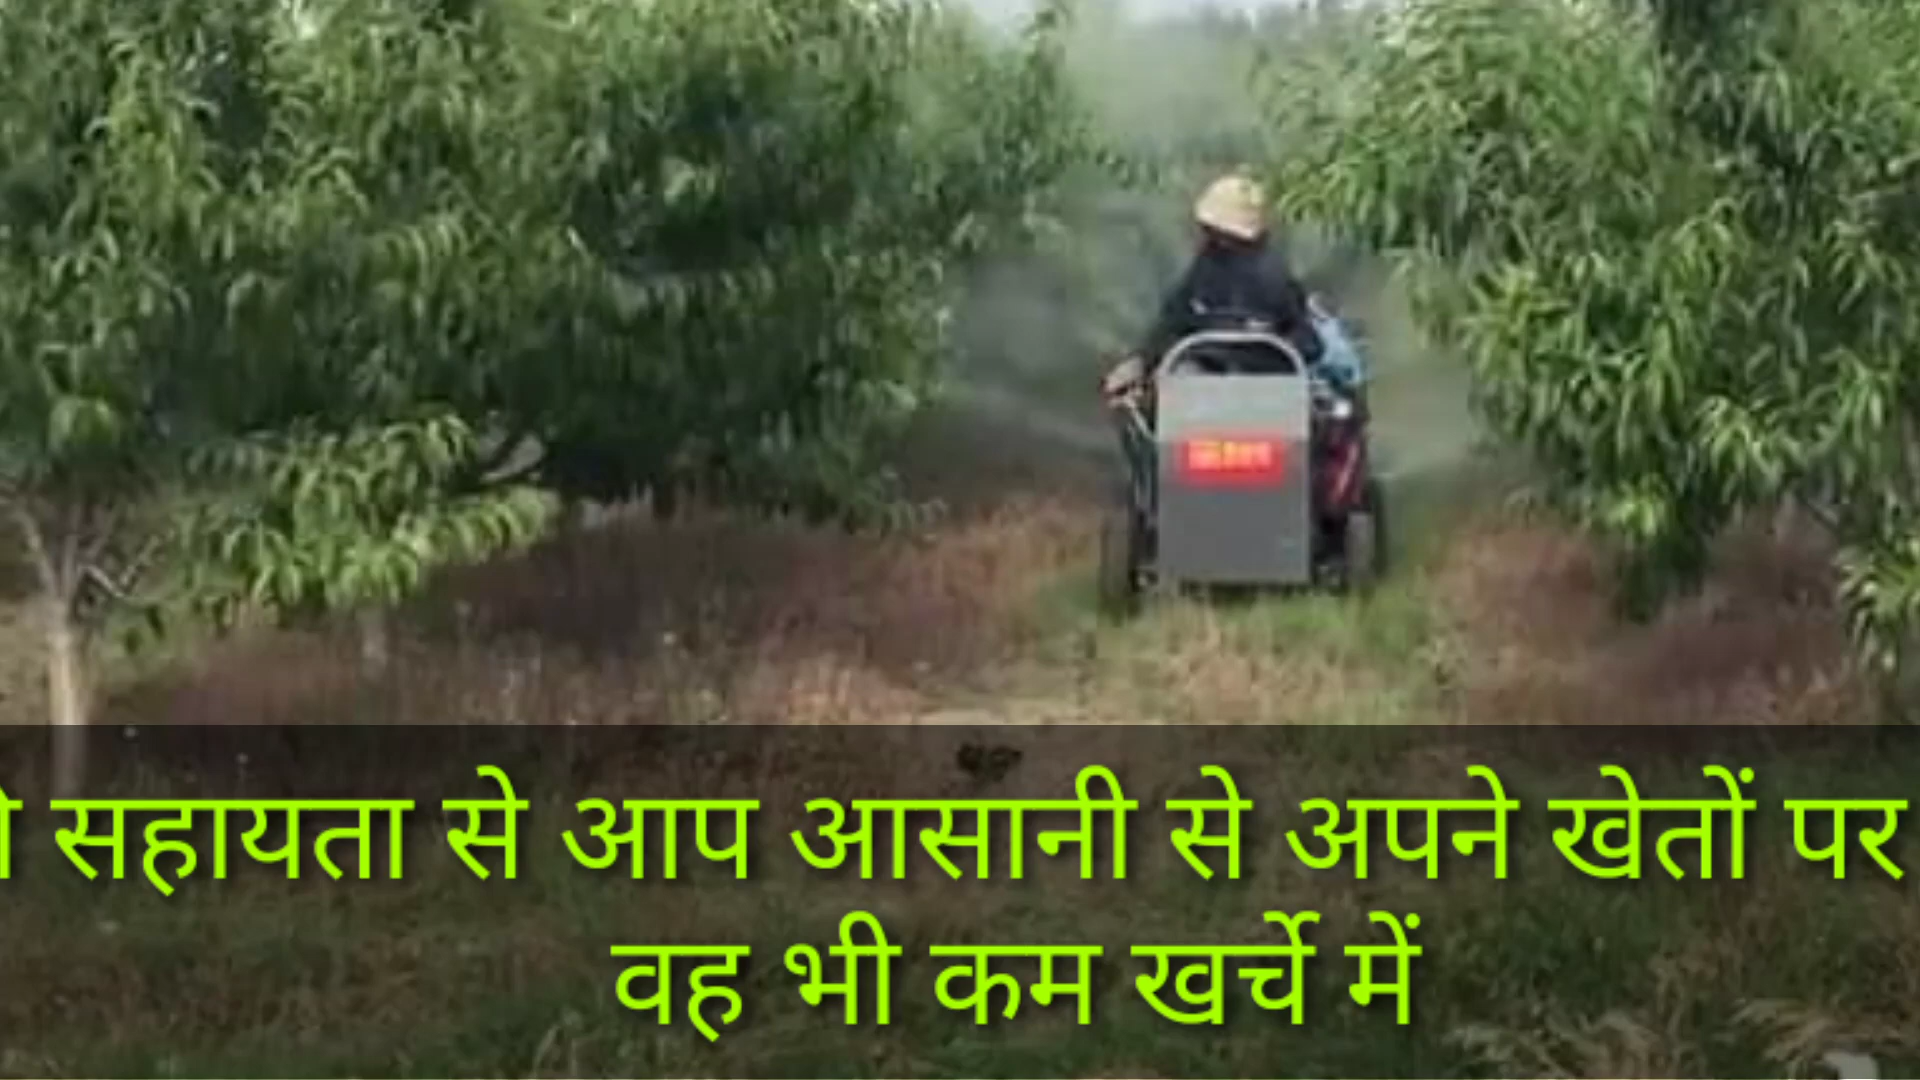 सहायता से आप आसानी से अपने खेतों पर
वह भी कम खर्चे में